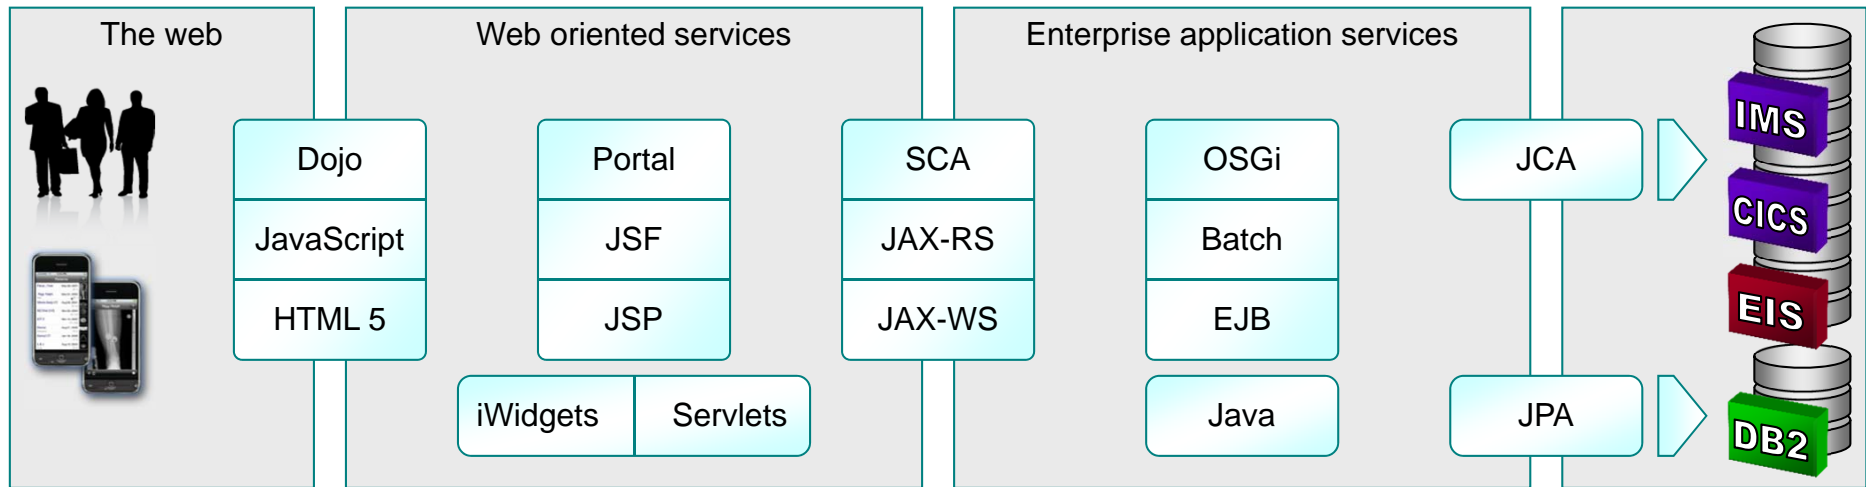 The web
Web oriented services
Enterprise application services
Dojo
JavaScript
HTML 5
Portal
JSF
JSP
iWidgets
Servlets
SCA
JAX-RS
JAX-WS
OSGi
Batch
EJB
Java
JCA
JPA
IMS
CICS
EIS
DB2